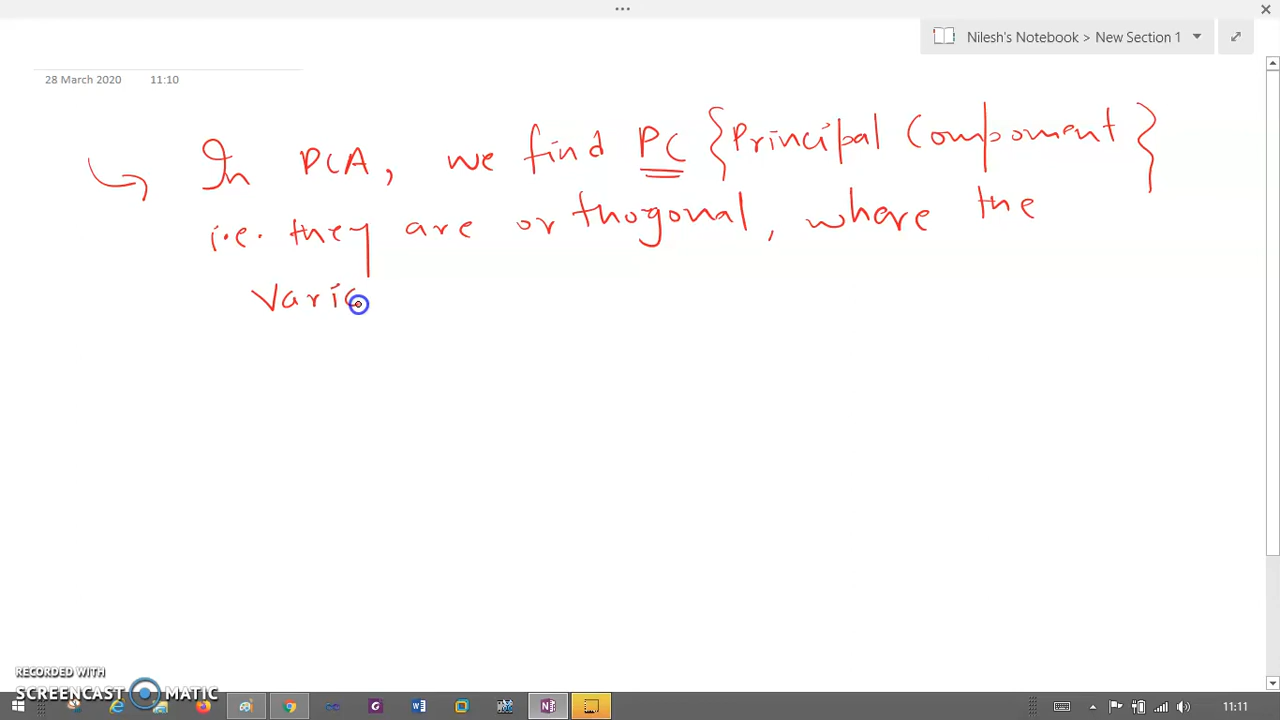 Nilesh's Notebook > New Section 1
28 March 2020 11:10
In PCA, we find PC {Principal Compoment}
i.e. they are orthogonal, where the
Varia
RECORDED WITH
SCREENCAST MATIC
11:11